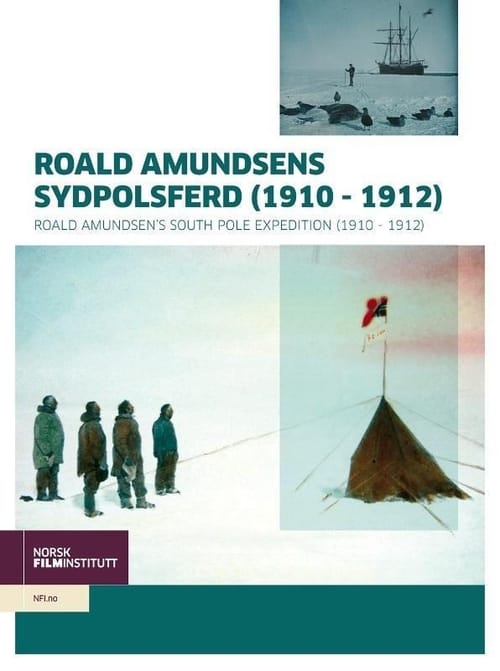 ROALD AMUNDSENS
SYDPOLSFERD (1910 - 1912)
ROALD AMUNDSEN'S SOUTH POLE EXPEDITION (1910 - 1912)
NORSK
FILMINSTITUTT
NFI.no